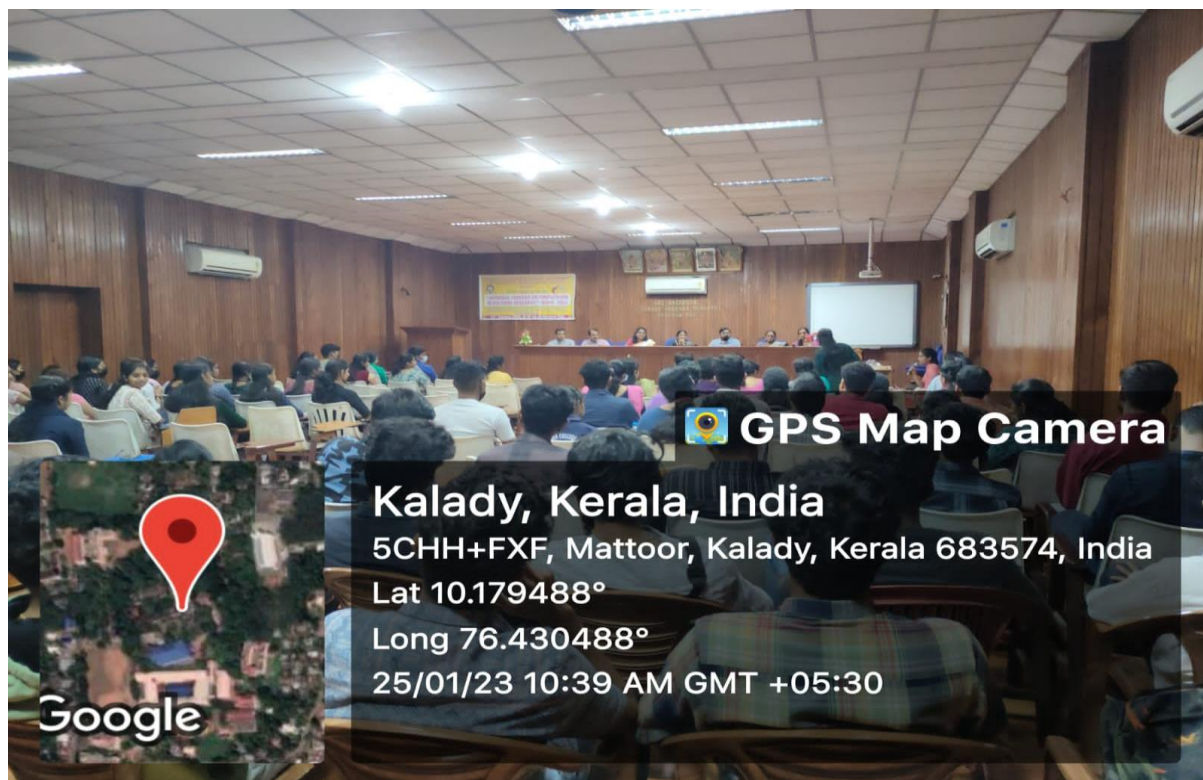 GPS Map Camera
Kalady, Kerala, India
5CHH+FXF, Mattoor, Kalady, Kerala 683574, India
Lat 10.179488°
Long 76.430488°
25/01/23 10:39 AM GMT +05:30
Google